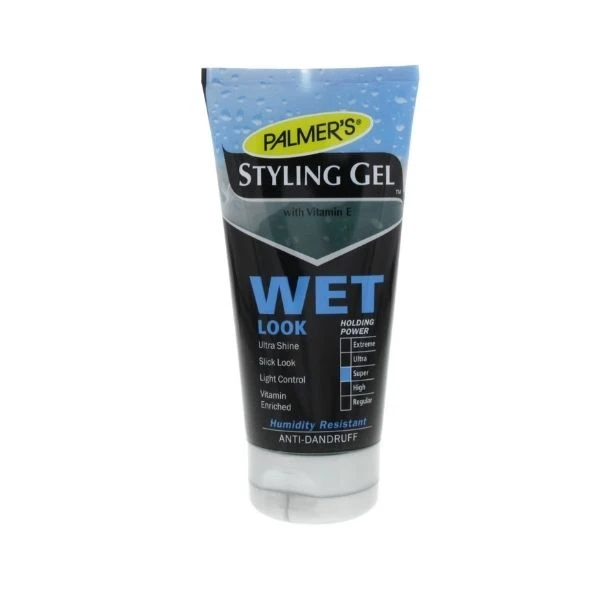 PALMER'S®
STYLING GEL™
with Vitamin E
WET
LOOK
Ultra Shine
Slick Look
Light Control
Vitamin
Enriched
HOLDING
POWER
Extreme
Ultra
Super
High
Regular
Humidity Resistant
ANTI-DANDRUFF